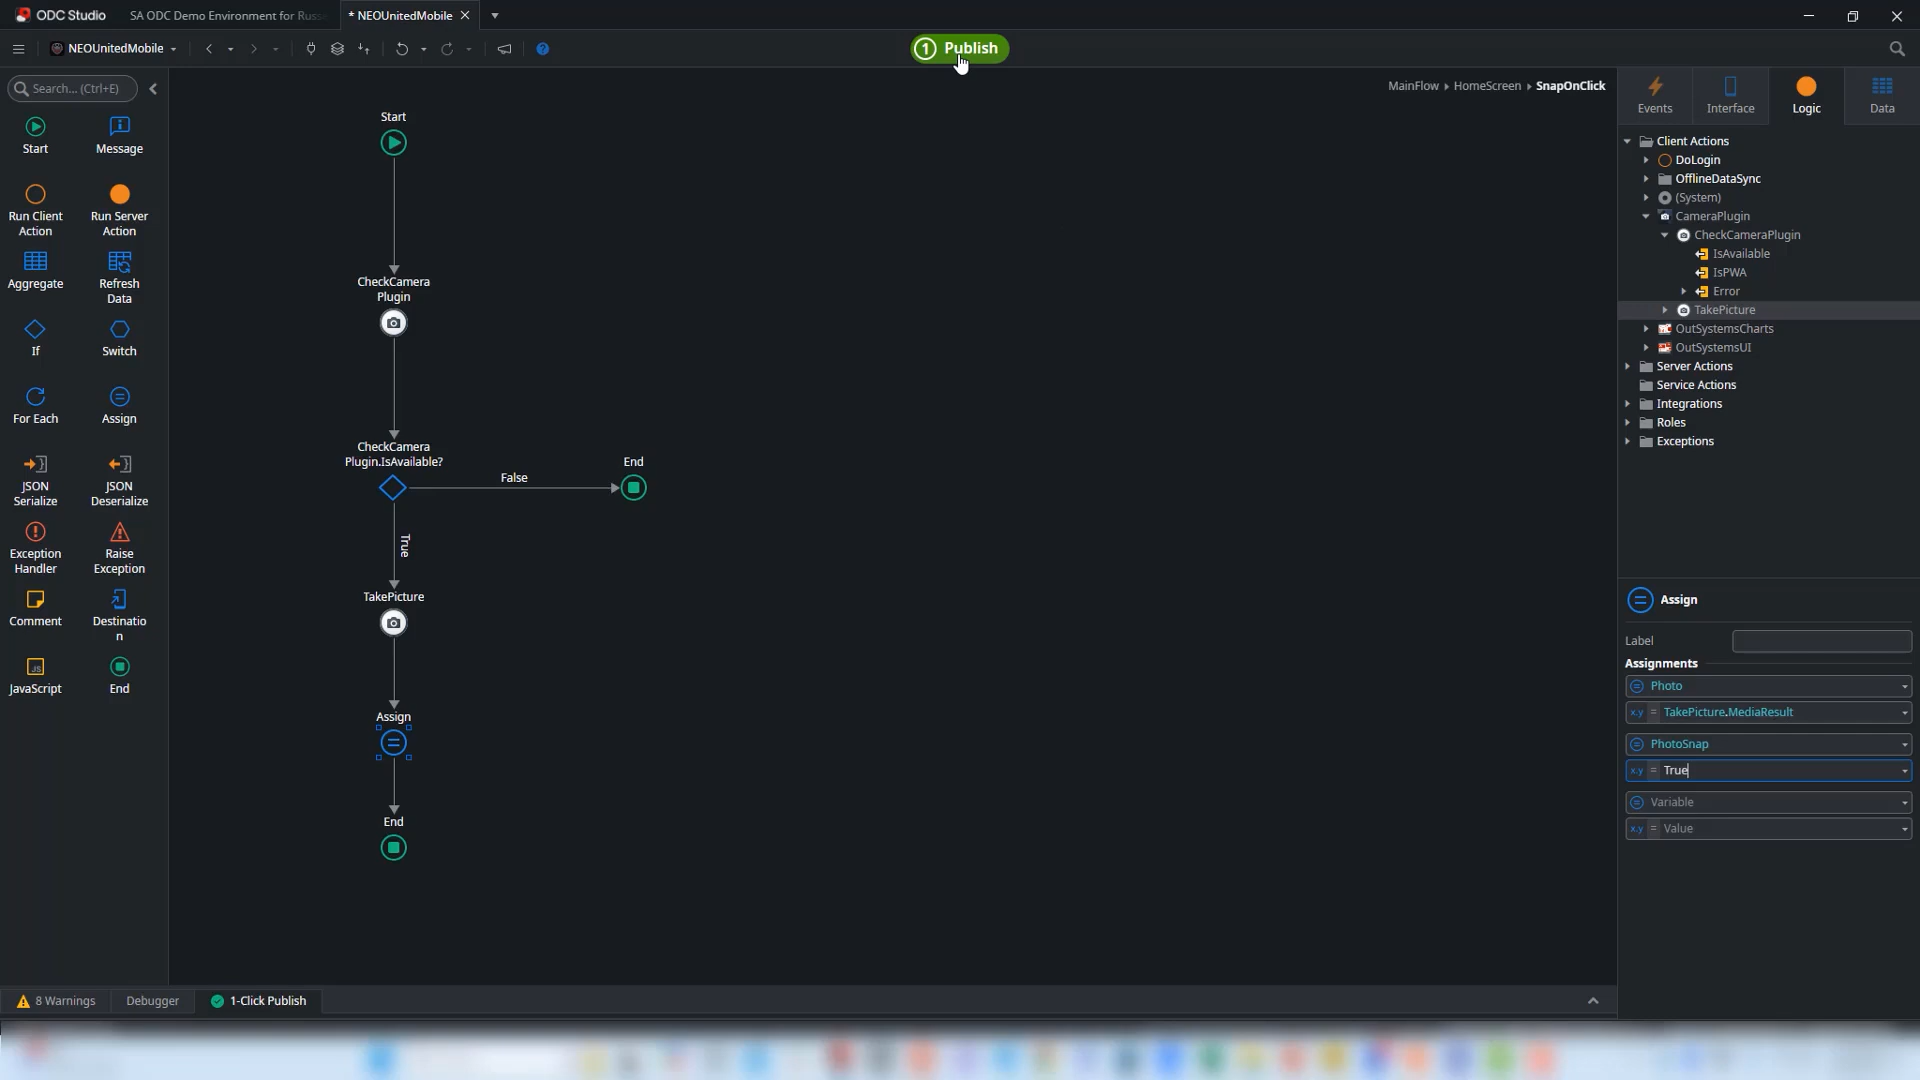 ODC Studio
SA ODC Demo Environment for Russ
* NEOUnitedMobile
NEOUnitedMobile
1 Publish
Search... (Ctrl+E)
MainFlow HomeScreen SnapOnClick
Start
Message
Run Client
Action
Run Server
Action
Aggregate
Refresh
Data
If
Switch
For Each
Assign
JSON
Serialize
JSON
Deserialize
Exception
Handler
Raise
Exception
Comment
Destinatio
n
JS
JavaScript
End
Start
CheckCamera
Plugin
CheckCamera
Plugin.IsAvailable?
False
End
True
TakePicture
Assign
End
Events
Interface
Logic
Data
Client Actions
DoLogin
OfflineDataSync
(System)
CameraPlugin
CheckCameraPlugin
IsAvailable
IsPWA
Error
TakePicture
OutSystemsCharts
OutSystemsUI
Server Actions
Service Actions
Integrations
Roles
Exceptions
Assign
Label
Assignments
Photo
x.y = TakePicture.MediaResult
PhotoSnap
x.y = True
Variable
x.y = Value
8 Warnings
Debugger
1-Click Publish